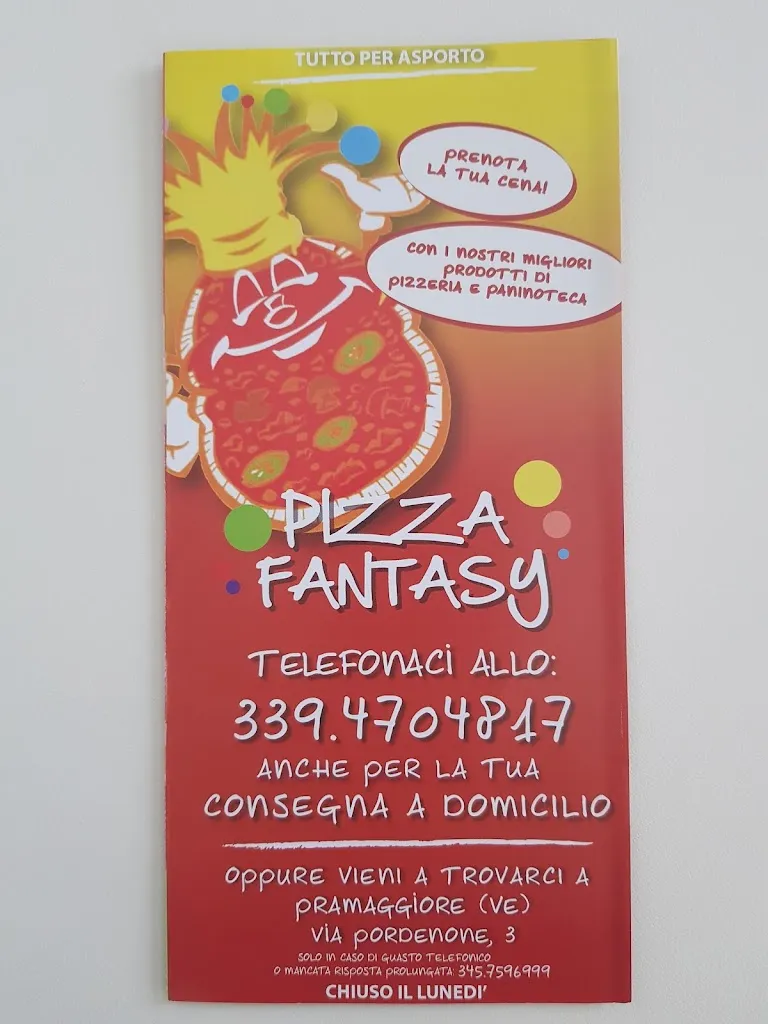 TUTTO PER ASPORTO
PRENOTA
LA TUA CENA!
CON I NOSTRI MIGLIORI
PRODOTTI DI
PIZZERIA E PANINOTECA
PIZZA
FANTASY
TELEFONACI ALLO:
339.4704817
ANCHE PER LA TUA
CONSEGNA A DOMICILIO
OPPURE VIENI A TROVARCI A
PRAMAGGIORE (VE)
VIA PORDENONE, 3
SOLO IN CASO DI GUASTO TELEFONICO
O MANCATA RISPOSTA PROLUNGATA: 345.7596999
CHIUSO IL LUNEDI'